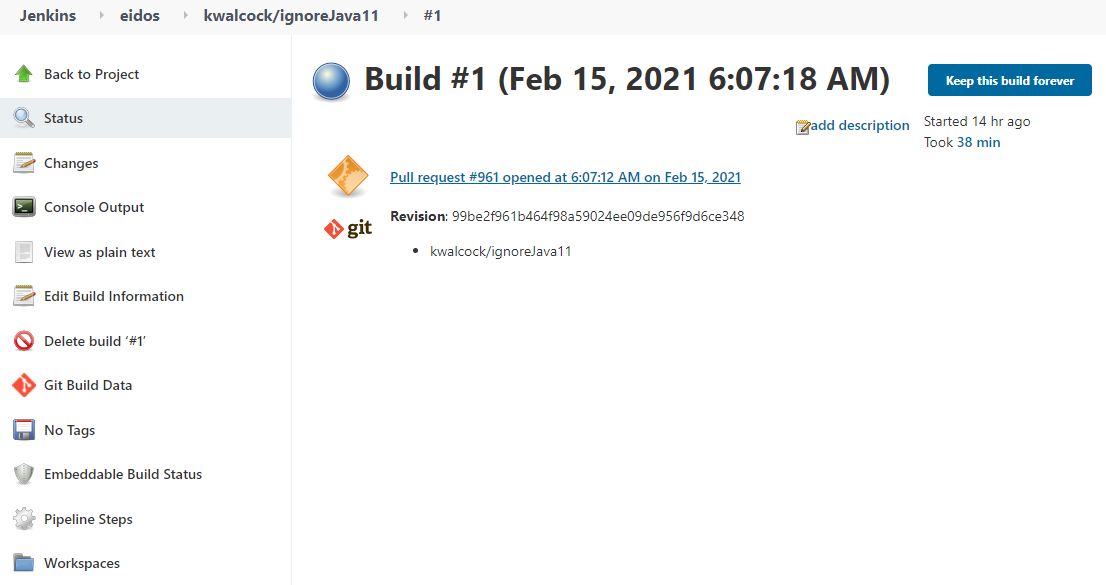 Jenkins eidos kwalcock/ignoreJava11 #1
Back to Project
Status
Changes
Console Output
View as plain text
Edit Build Information
Delete build ‘#1’
Git Build Data
No Tags
Embeddable Build Status
Pipeline Steps
Workspaces
Build #1 (Feb 15, 2021 6:07:18 AM)
Keep this build forever
add description
Started 14 hr ago
Took 38 min
Pull request #961 opened at 6:07:12 AM on Feb 15, 2021
git
Revision: 99be2f961b464f98a59024ee09de956f9d6ce348
• kwalcock/ignoreJava11